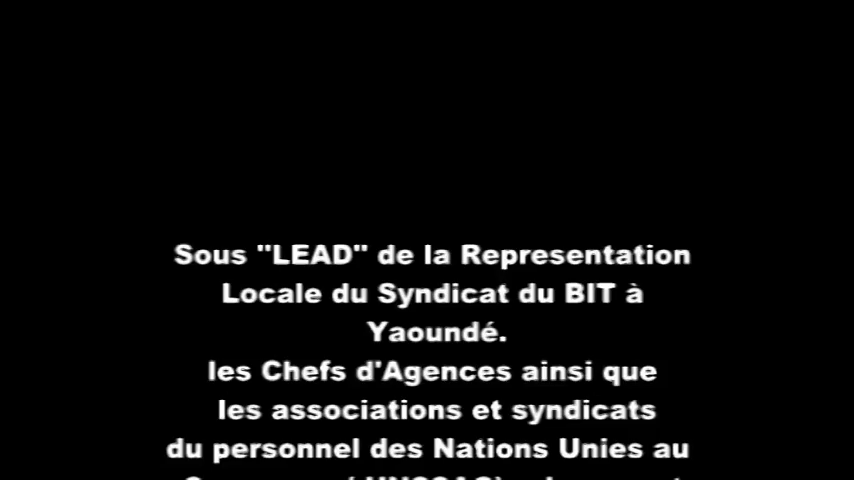 Sous "LEAD" de la Representation
Locale du Syndicat du BIT à
Yaoundé.
les Chefs d'Agences ainsi que
les associations et syndicats
du personnel des Nations Unies au